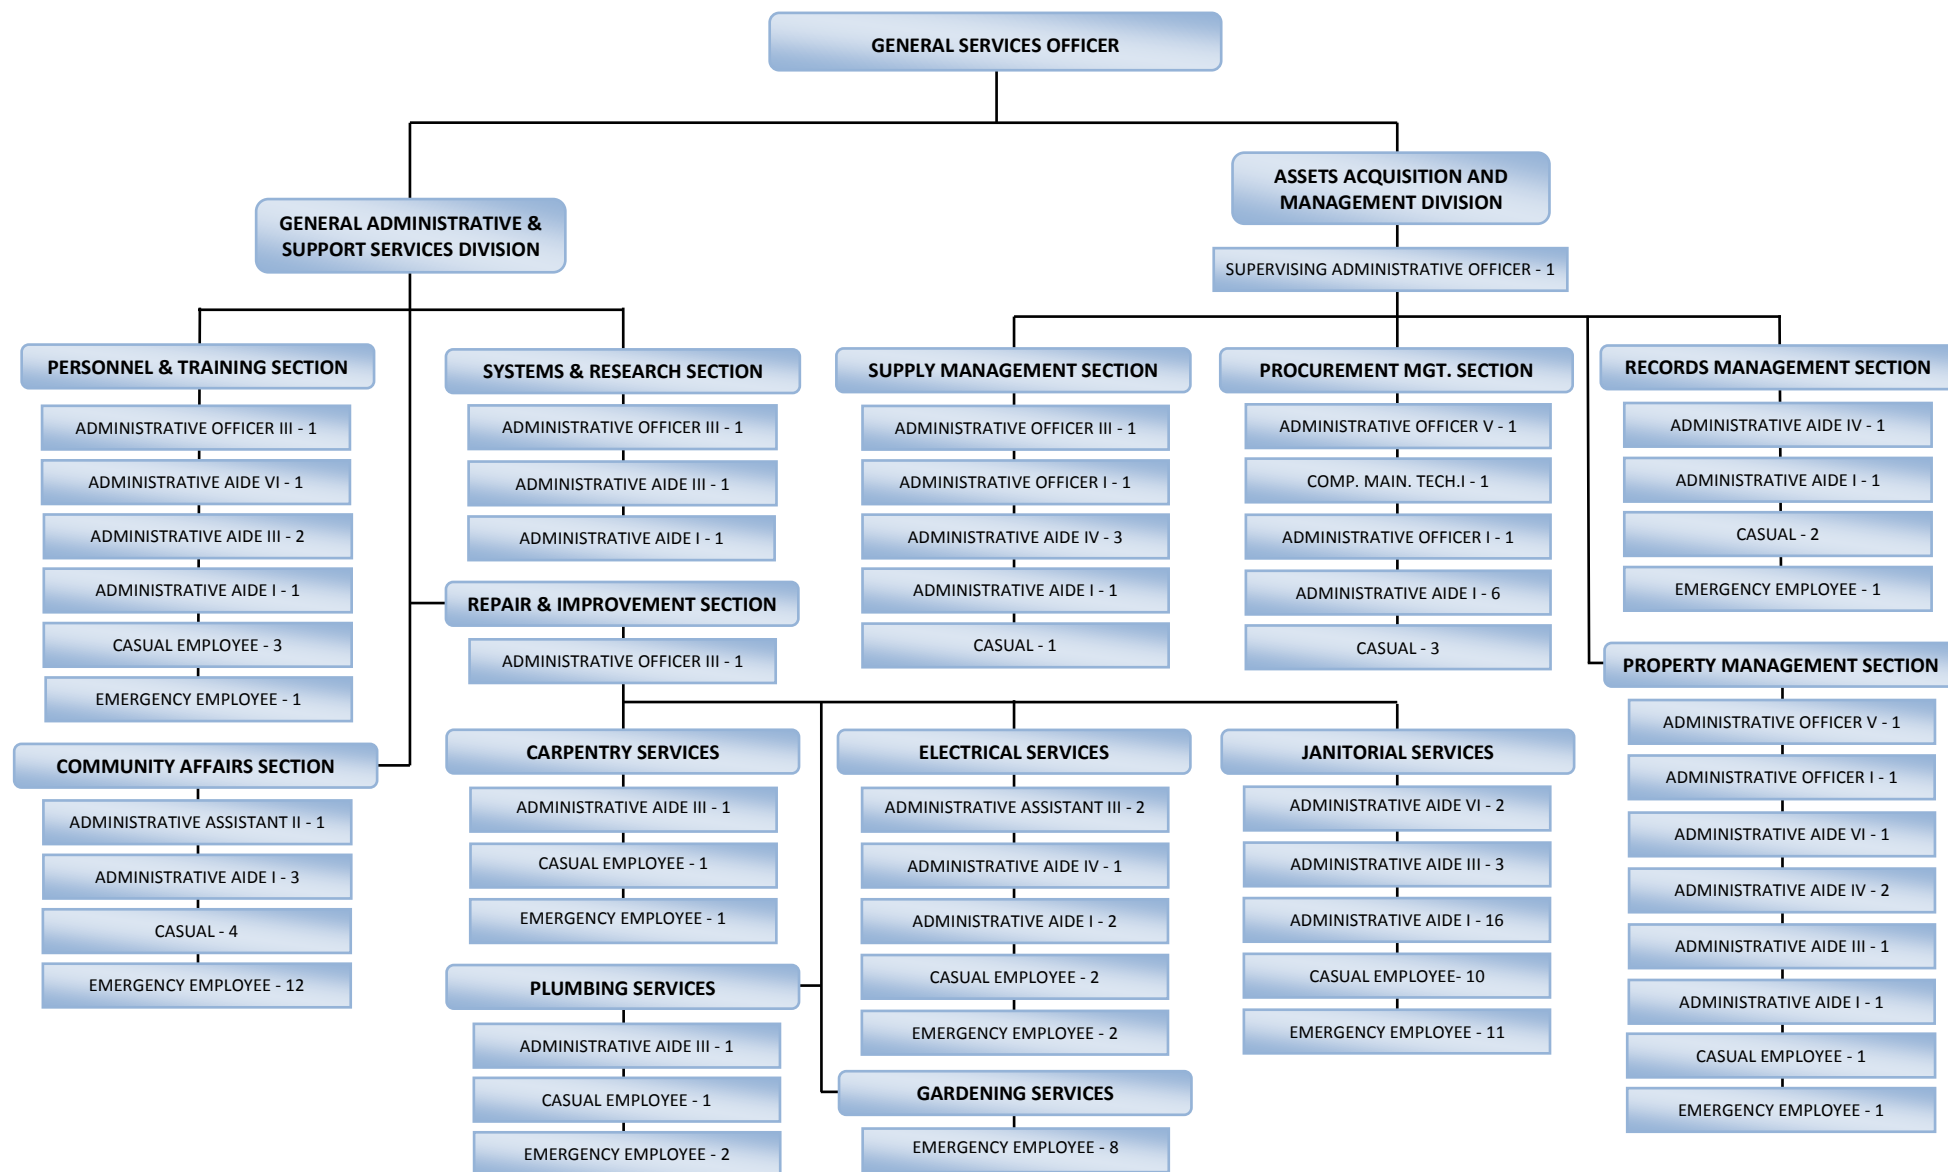 GENERAL SERVICES OFFICER
GENERAL ADMINISTRATIVE &
SUPPORT SERVICES DIVISION
PERSONNEL & TRAINING SECTION
ADMINISTRATIVE OFFICER III - 1
ADMINISTRATIVE AIDE VI - 1
ADMINISTRATIVE AIDE III - 2
ADMINISTRATIVE AIDE I - 1
CASUAL EMPLOYEE - 3
EMERGENCY EMPLOYEE - 1
COMMUNITY AFFAIRS SECTION
ADMINISTRATIVE ASSISTANT II - 1
ADMINISTRATIVE AIDE I - 3
CASUAL - 4
EMERGENCY EMPLOYEE - 12
SYSTEMS & RESEARCH SECTION
ADMINISTRATIVE OFFICER III - 1
ADMINISTRATIVE AIDE III - 1
ADMINISTRATIVE AIDE I - 1
REPAIR & IMPROVEMENT SECTION
ADMINISTRATIVE OFFICER III - 1
CARPENTRY SERVICES
ADMINISTRATIVE AIDE III - 1
CASUAL EMPLOYEE - 1
EMERGENCY EMPLOYEE - 1
PLUMBING SERVICES
ADMINISTRATIVE AIDE III - 1
CASUAL EMPLOYEE - 1
EMERGENCY EMPLOYEE - 2
ELECTRICAL SERVICES
ADMINISTRATIVE ASSISTANT III - 2
ADMINISTRATIVE AIDE IV - 1
ADMINISTRATIVE AIDE I - 2
CASUAL EMPLOYEE - 2
EMERGENCY EMPLOYEE - 2
GARDENING SERVICES
EMERGENCY EMPLOYEE - 8
JANITORIAL SERVICES
ADMINISTRATIVE AIDE VI - 2
ADMINISTRATIVE AIDE III - 3
ADMINISTRATIVE AIDE I - 16
CASUAL EMPLOYEE- 10
EMERGENCY EMPLOYEE - 11
ASSETS ACQUISITION AND
MANAGEMENT DIVISION
SUPERVISING ADMINISTRATIVE OFFICER - 1
SUPPLY MANAGEMENT SECTION
ADMINISTRATIVE OFFICER III - 1
ADMINISTRATIVE OFFICER I - 1
ADMINISTRATIVE AIDE IV - 3
ADMINISTRATIVE AIDE I - 1
CASUAL - 1
PROCUREMENT MGT. SECTION
ADMINISTRATIVE OFFICER V - 1
COMP. MAIN. TECH.I - 1
ADMINISTRATIVE OFFICER I - 1
ADMINISTRATIVE AIDE I - 6
CASUAL - 3
RECORDS MANAGEMENT SECTION
ADMINISTRATIVE AIDE IV - 1
ADMINISTRATIVE AIDE I - 1
CASUAL - 2
EMERGENCY EMPLOYEE - 1
PROPERTY MANAGEMENT SECTION
ADMINISTRATIVE OFFICER V - 1
ADMINISTRATIVE OFFICER I - 1
ADMINISTRATIVE AIDE VI - 1
ADMINISTRATIVE AIDE IV - 2
ADMINISTRATIVE AIDE III - 1
ADMINISTRATIVE AIDE I - 1
CASUAL EMPLOYEE - 1
EMERGENCY EMPLOYEE - 1